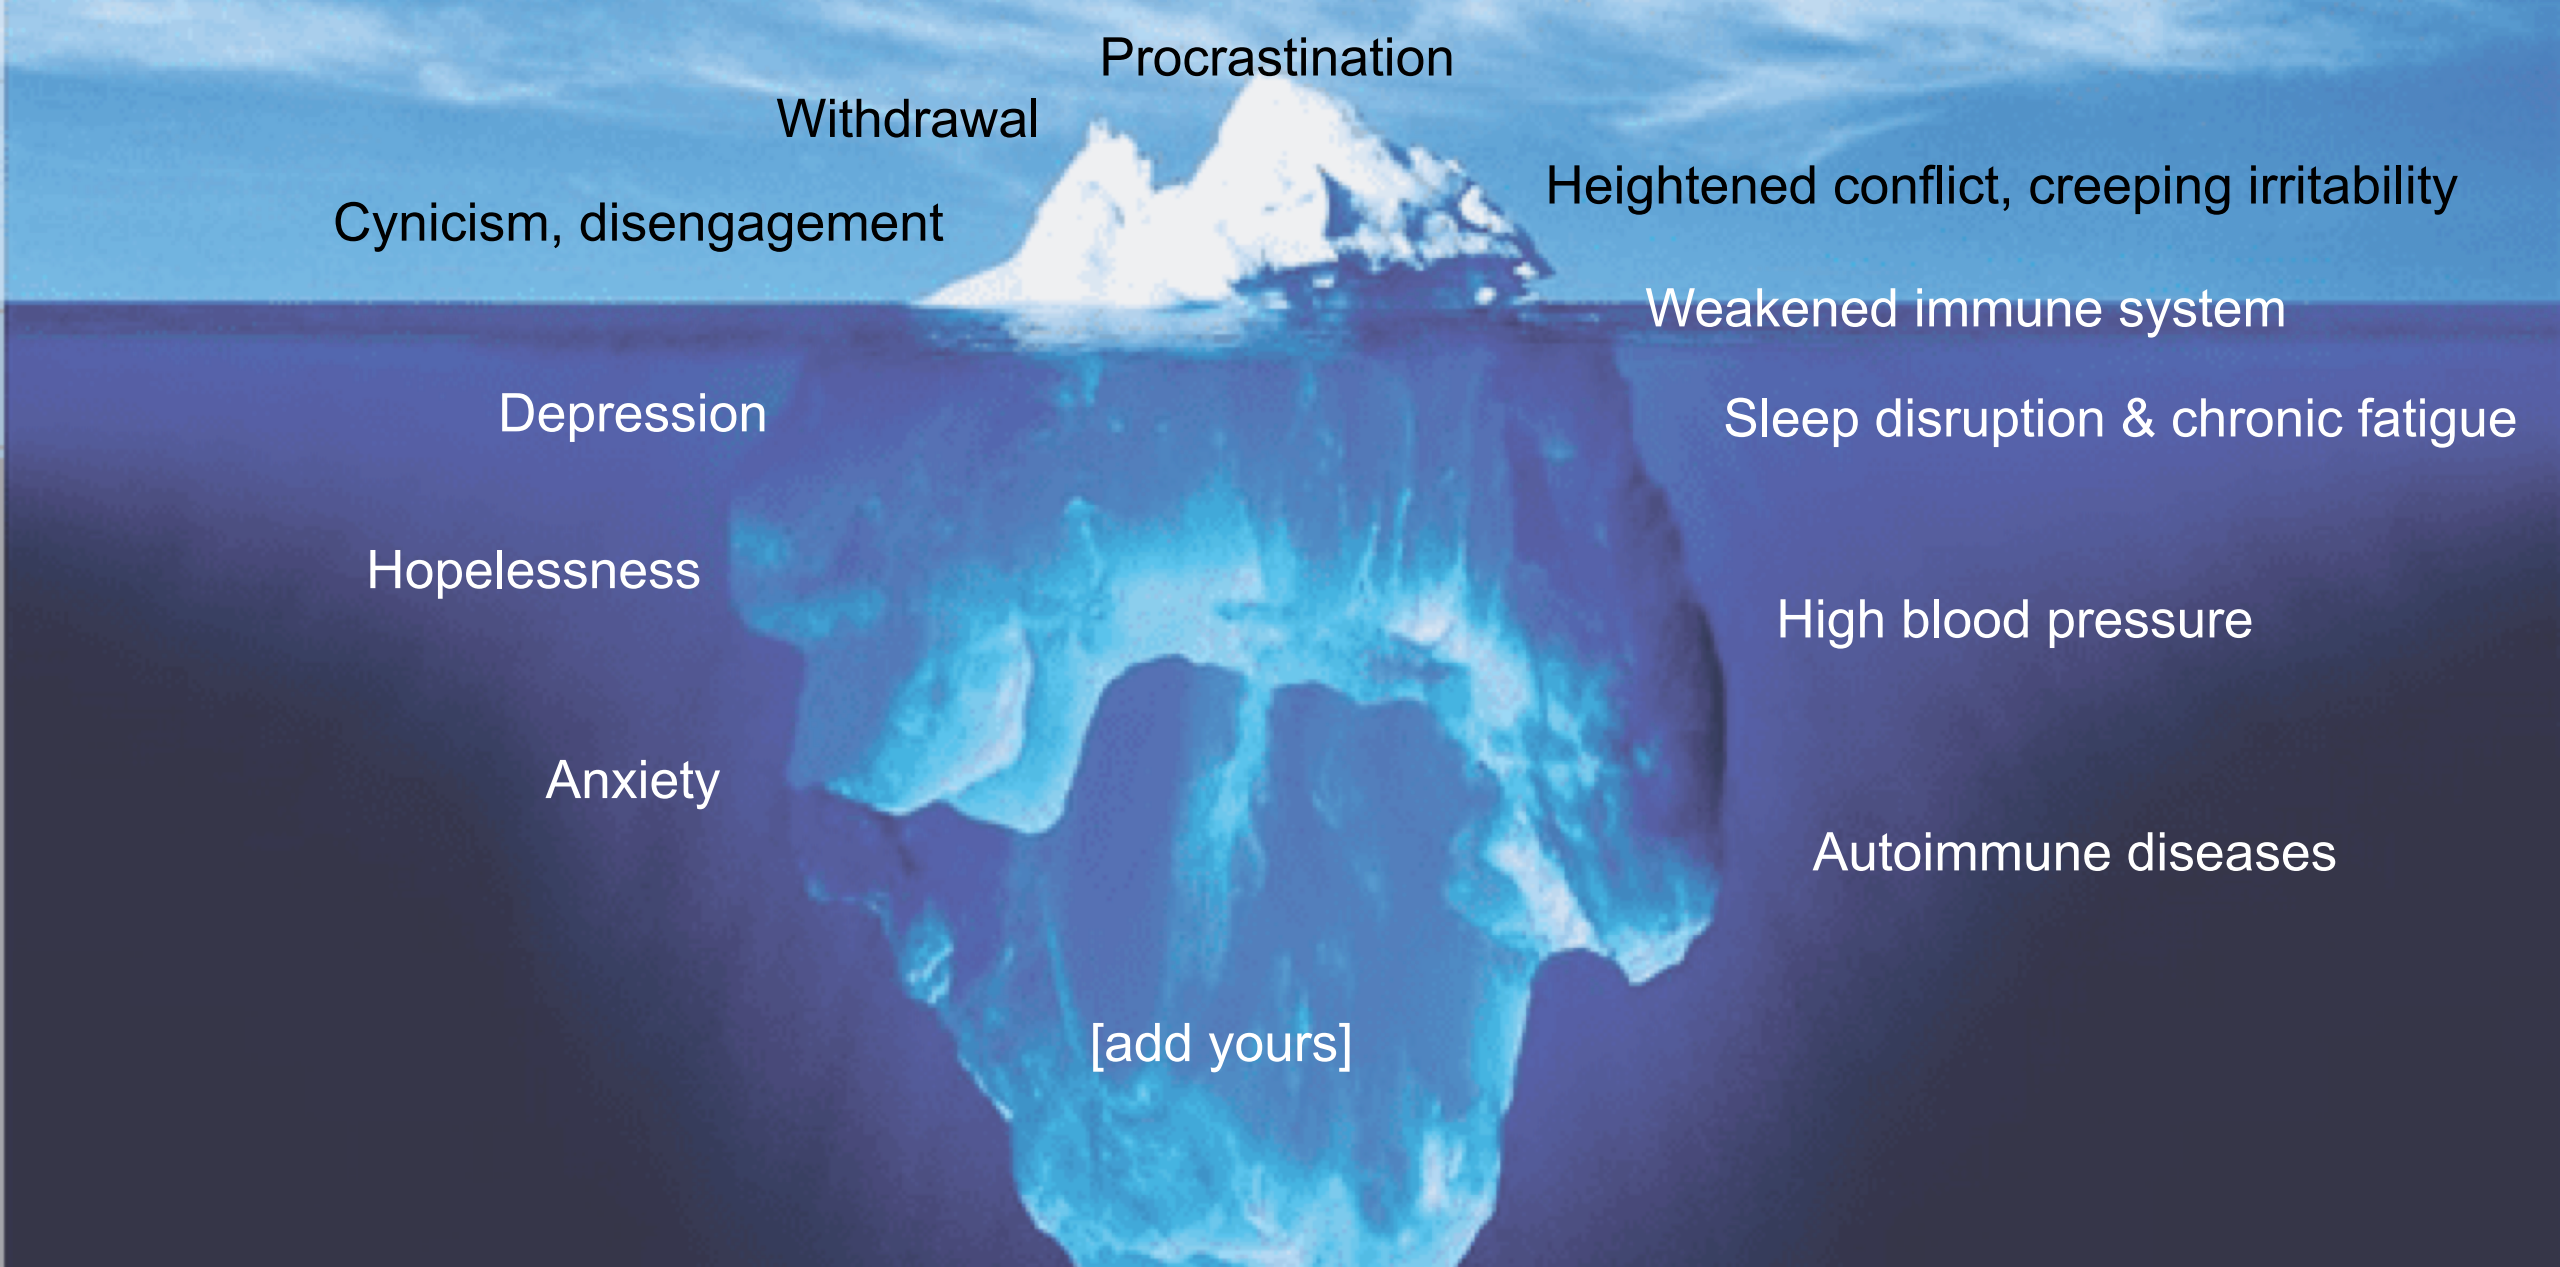 Procrastination
Withdrawal
Heightened conflict, creeping irritability
Cynicism, disengagement
Weakened immune system
Depression
Sleep disruption & chronic fatigue
Hopelessness
High blood pressure
Anxiety
Autoimmune diseases
[add yours]